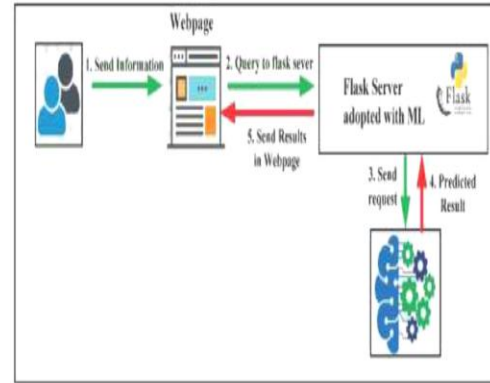 Webpage
1. Send Information
2. Query to flask sever
5. Send Results
in Webpage
Flask Server
adopted with ML
Flask
3. Send
request
4. Predicted
Result